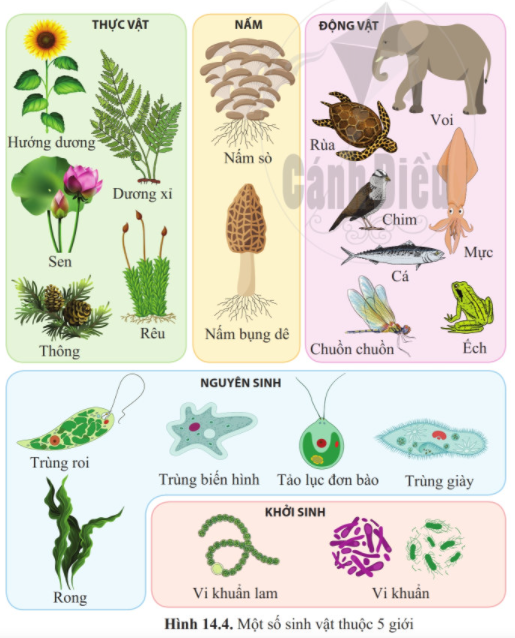 THỰC VẬT
Hướng dương
Dương xỉ
Sen
Thông
Rêu
NẤM
Nấm sò
Nấm bụng dê
ĐỘNG VẬT
Voi
Rùa
Cánh Diều
Chim
Mực
Cá
Chuồn chuồn
Ếch
NGUYÊN SINH
Trùng roi
Trùng biến hình
Tảo lục đơn bào
Trùng giày
Rong
KHỞI SINH
Vi khuẩn lam
Vi khuẩn
Hình 14.4. Một số sinh vật thuộc 5 giới